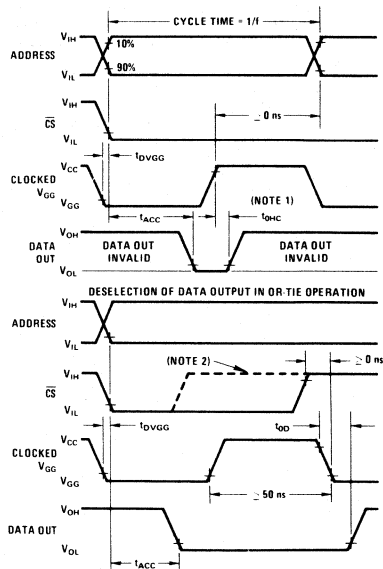 CYCLE TIME = 1/f
ADDRESS
VIH
10%
90%
VIL
CS
VIH
≥ 0 ns
VIL
tDVGG
CLOCKED VGG
VCC
(NOTE 1)
VGG
tACC
tOHC
DATA OUT
VOH
DATA OUT INVALID
DATA OUT INVALID
VOL
DESELECTION OF DATA OUTPUT IN OR-TIE OPERATION
ADDRESS
VIH
VIL
(NOTE 2)
≥ 0 ns
CS
VIH
VIL
tDVGG
tOD
CLOCKED VGG
VCC
VGG
≥ 50 ns
DATA OUT
VOH
VOL
tACC